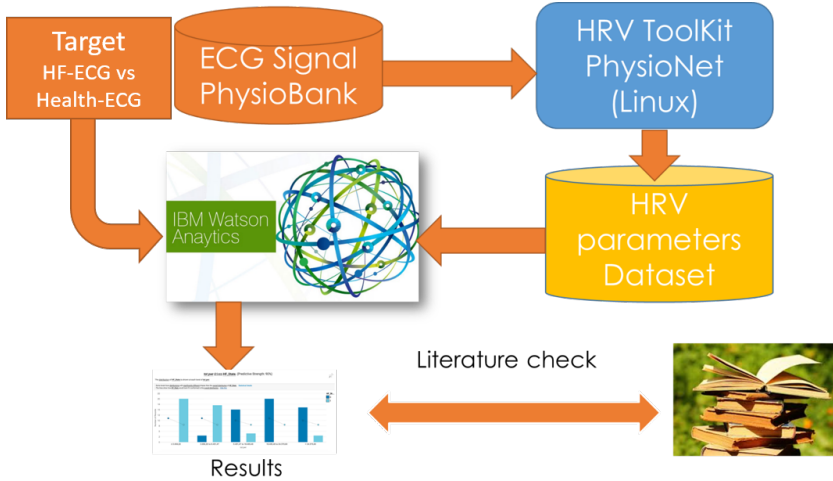 Target
HF-ECG vs
Health-ECG
ECG Signal
PhysioBank
HRV ToolKit
PhysioNet
(Linux)
IBM Watson
Anaytics
HRV
parameters
Dataset
Literature check
Results